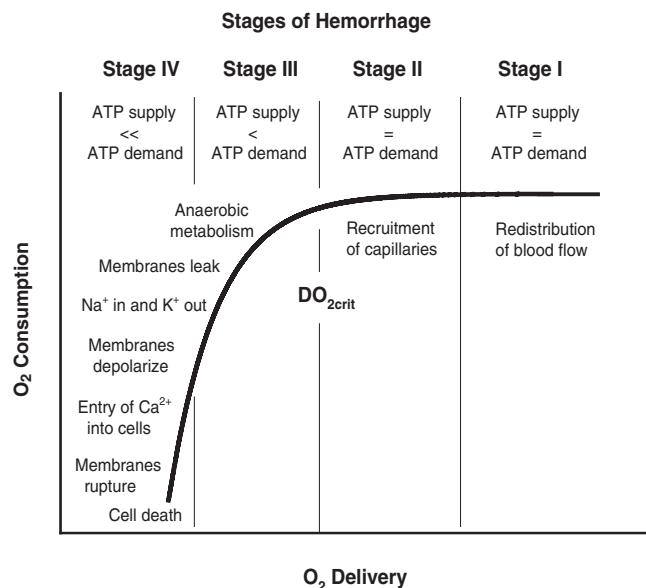 Stages of Hemorrhage
Stage IV
Stage III
Stage II
Stage I
ATP supply
<<
ATP demand
ATP supply
<
ATP demand
ATP supply
=
ATP demand
ATP supply
=
ATP demand
Anaerobic
metabolism
Recruitment
of capillaries
Redistribution
of blood flow
Membranes leak
Na⁺ in and K⁺ out
DO₂crit
Membranes
depolarize
Entry of Ca²⁺
into cells
Membranes
rupture
Cell death
O₂ Consumption
O₂ Delivery